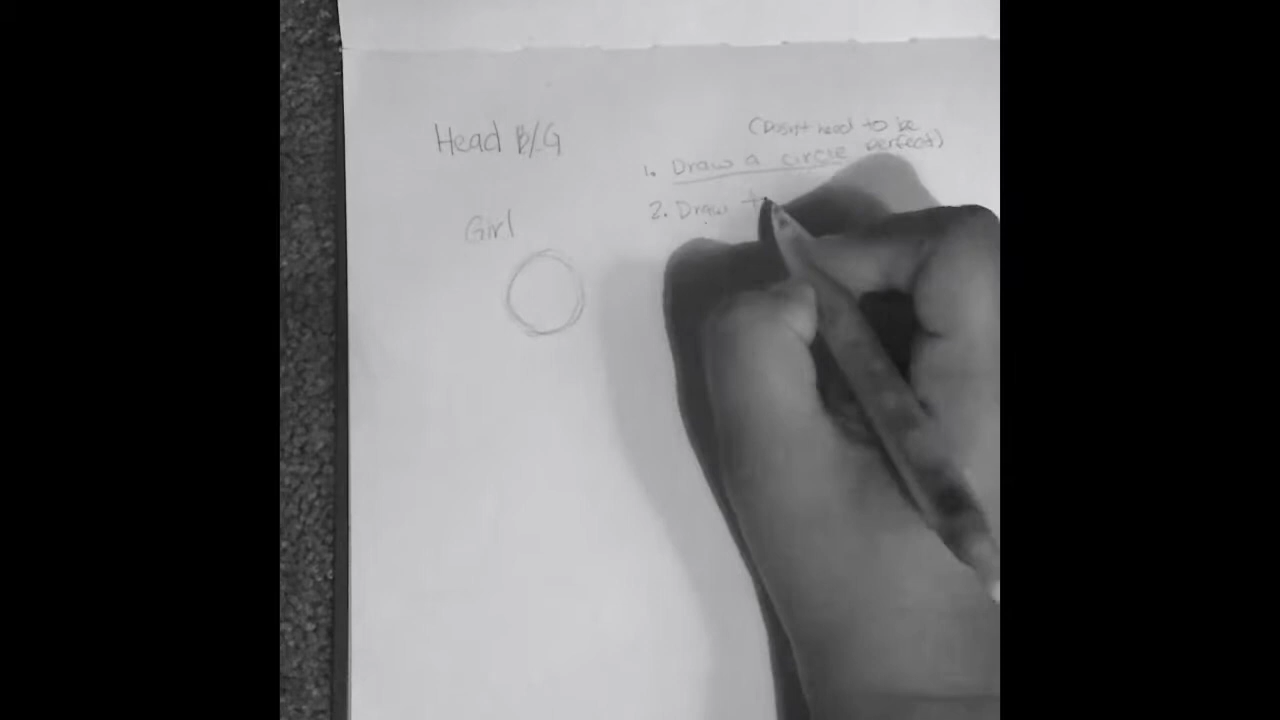 Head B/G
(Doesn't need to be
perfect)
1. Draw a circle
2. Draw
Girl